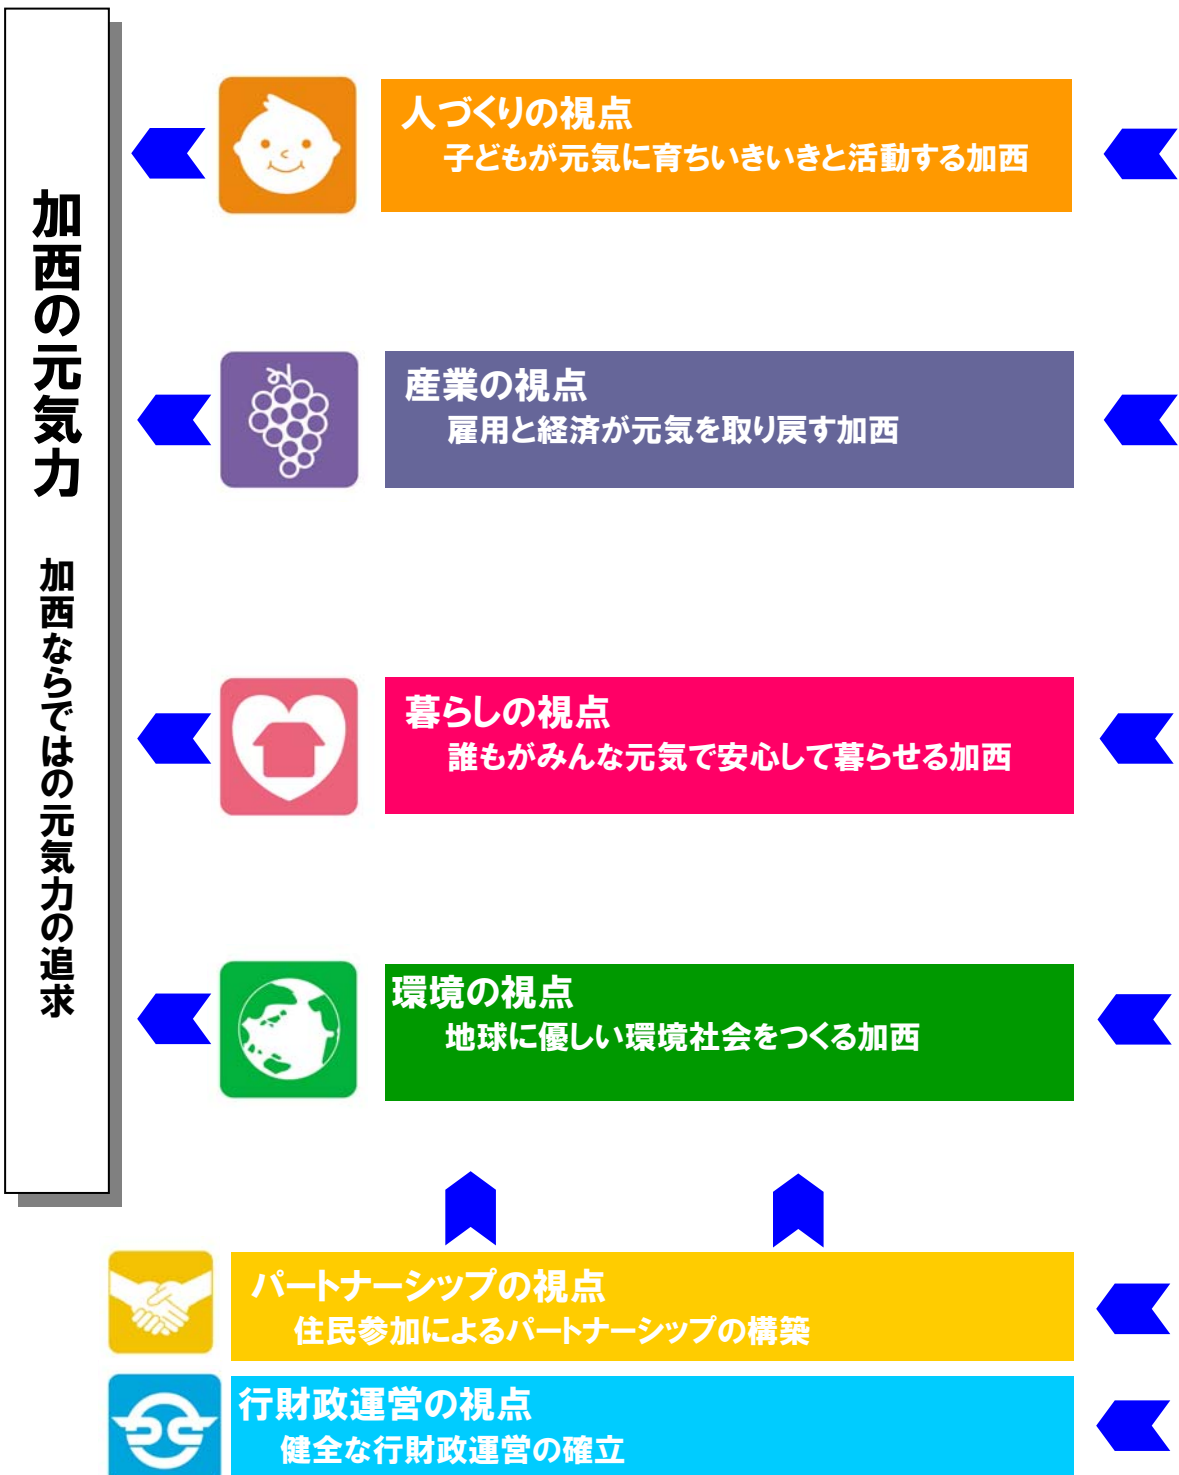 加西の元気力　加西ならではの元気力の追求
人づくりの視点
子どもが元気に育ちいきいきと活動する加西
産業の視点
雇用と経済が元気を取り戻す加西
暮らしの視点
誰もがみんな元気で安心して暮らせる加西
環境の視点
地球に優しい環境社会をつくる加西
パートナーシップの視点
住民参加によるパートナーシップの構築
行財政運営の視点
健全な行財政運営の確立